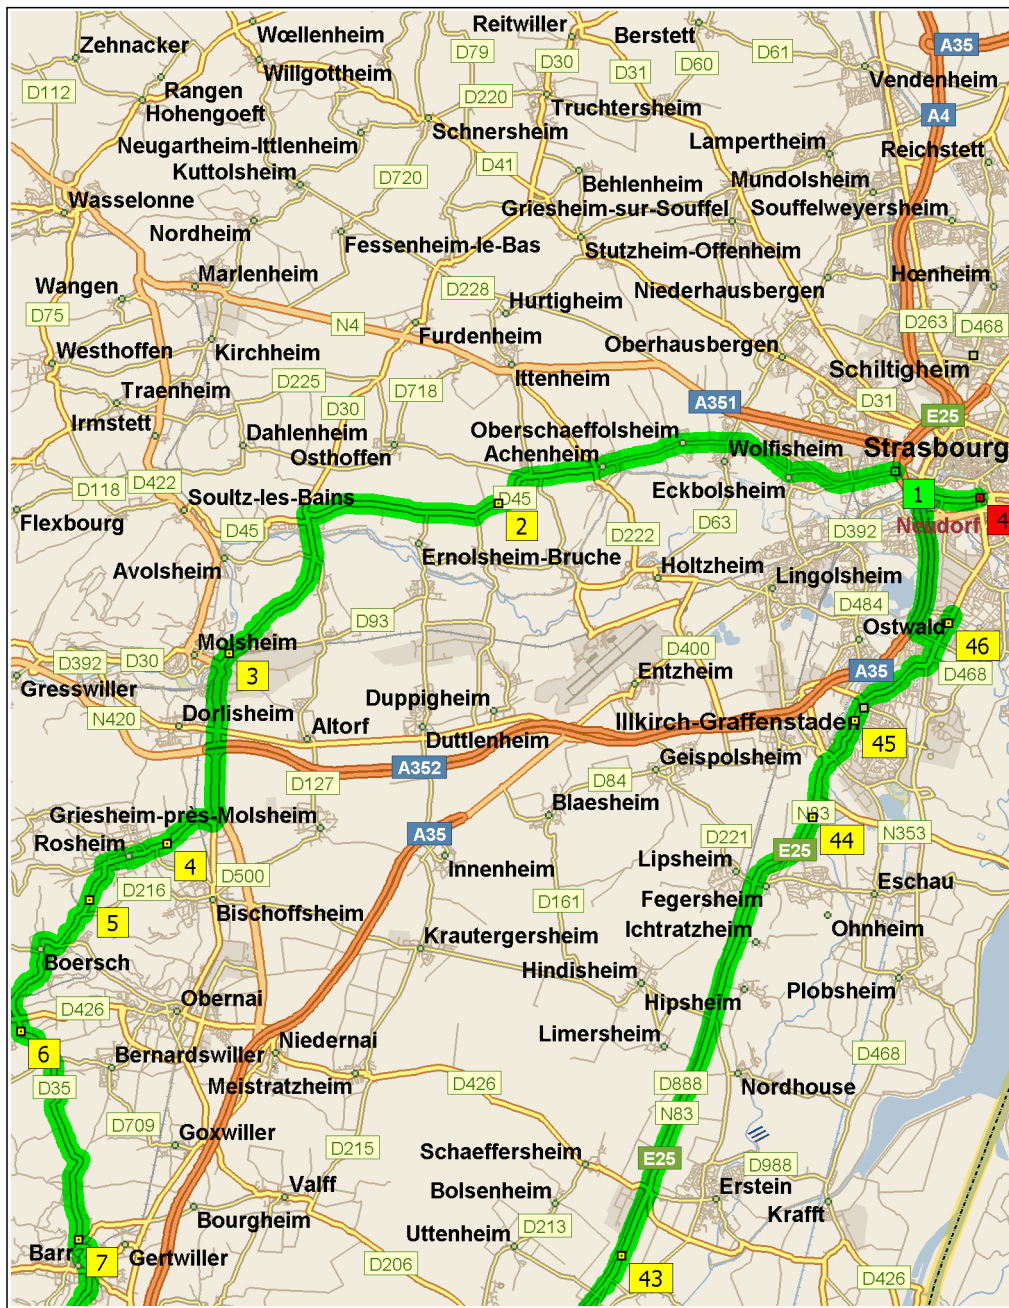 Reitwiller
Wœllenheim
Berstett
Zehnacker
D79
D61
A35
D30
D60
D31
Willgottheim
Vendenheim
D112
Rangen
D220
Truchtersheim
Hohengoeft
A4
Schnersheim
Lampertheim
Neugartheim-Ittlenheim
Reichstett
D41
Kuttolsheim
D720
Behlenheim
Mundolsheim
Wasselonne
Griesheim-sur-Souffel
Souffelweyersheim
Nordheim
Fessenheim-le-Bas
Stutzheim-Offenheim
Marlenheim
Hœnheim
Wangen
D228
Niederhausbergen
Hurtigheim
D75
N4
D263
D468
Furdenheim
Oberhausbergen
Westhoffen
Kirchheim
Schiltigheim
Ittenheim
D225
Traenheim
D718
A351
D31
D30
E25
Irmstett
Dahlenheim
Oberschaeffolsheim
Osthoffen
Achenheim
Wolfisheim
Strasbourg
D422
D118
Eckbolsheim
Soultz-les-Bains
D45
1
Flexbourg
2
4
D45
D63
D392
Neudorf
D222
Ernolsheim-Bruche
Avolsheim
Holtzheim
Lingolsheim
D484
D93
Ostwald
Molsheim
46
D392
D30
D400
3
Entzheim
A35
D468
Gresswiller
Duppigheim
N420
Dorlisheim
Altorf
Illkirch-Graffenstaden
Duttlenheim
45
Geispolsheim
A352
D127
D84
Blaesheim
Griesheim-près-Molsheim
N83
A35
D221
44
N353
Rosheim
4
E25
Innenheim
Lipsheim
D500
D216
Eschau
Fegersheim
5
Bischoffsheim
D161
Ichtratzheim
Ohnheim
Krautergersheim
Boersch
Hindisheim
Obernai
Hipsheim
Plobsheim
D426
Limersheim
Niedernai
6
Bernardswiller
D468
D35
Meistratzheim
D426
D888
Nordhouse
N83
D709
Goxwiller
D215
Schaeffersheim
E25
D988
Valff
Bolsenheim
Erstein
Bourgheim
Krafft
D213
Uttenheim
Barr
Gertwiller
7
D206
43
D426